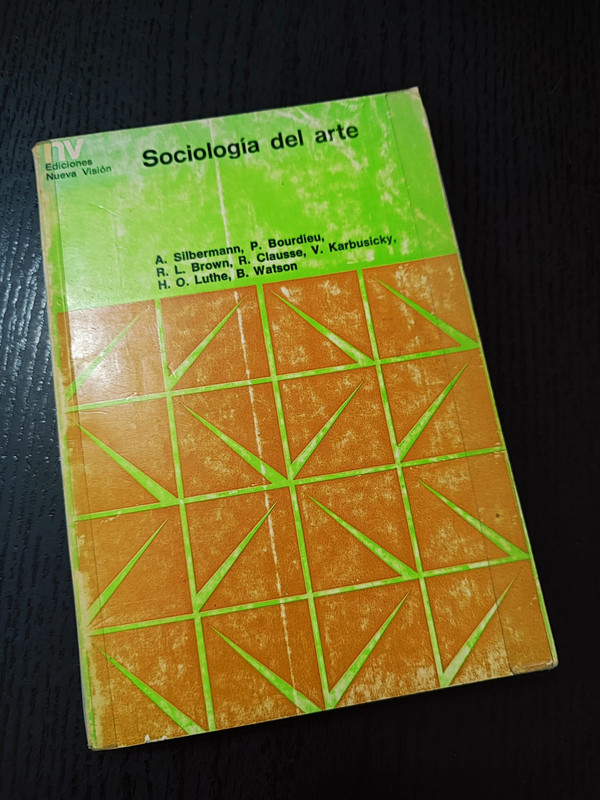 nv
Ediciones
Nueva Visión
Sociología del arte
A. Silbermann, P. Bourdieu,
R. L. Brown, R. Clausse, V. Karbusicky,
H. O. Luthe, B. Watson